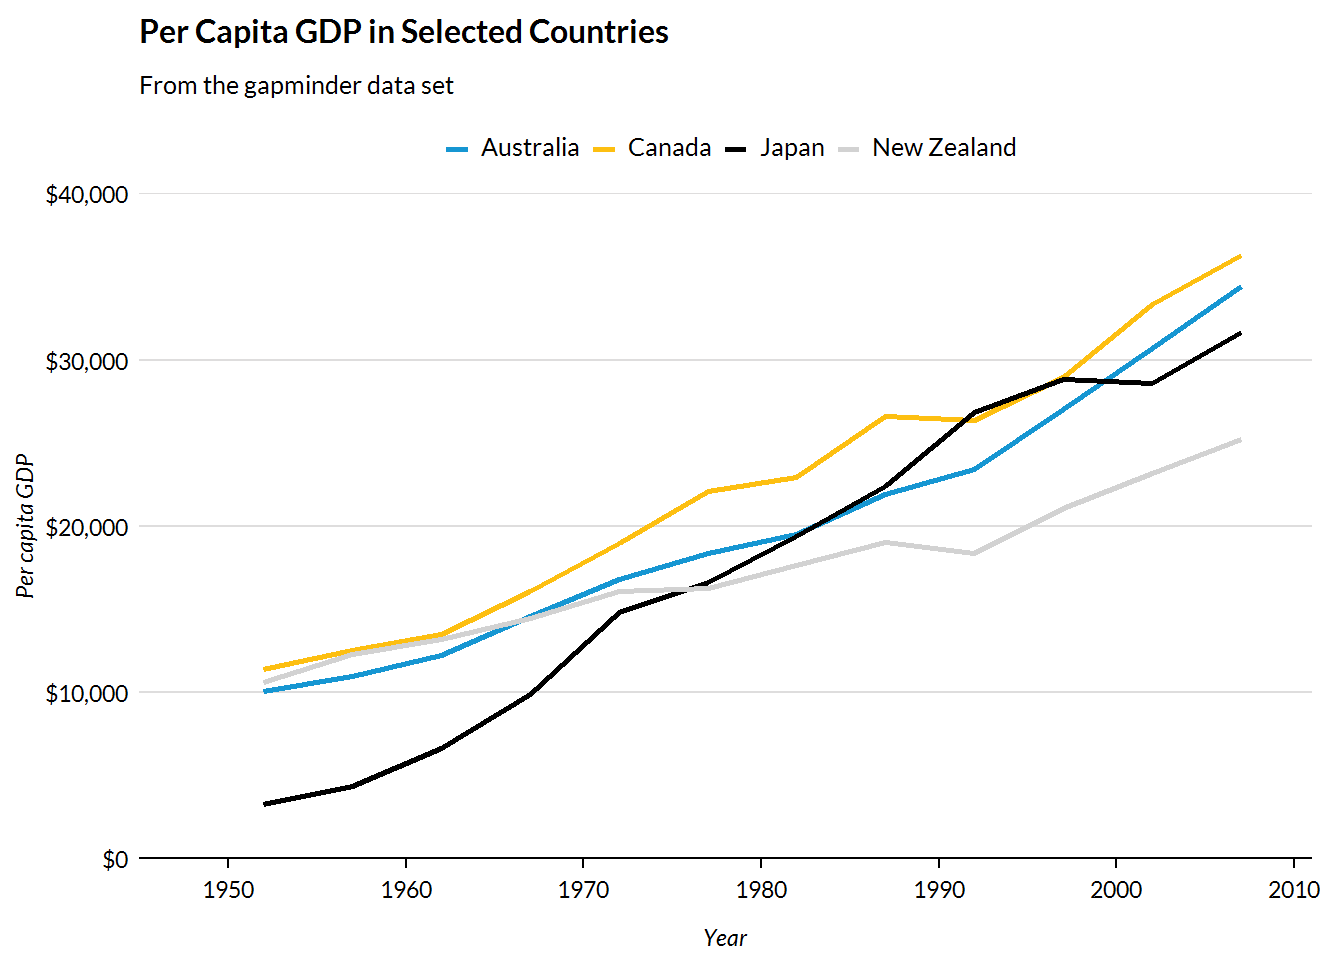 Per Capita GDP in Selected Countries
From the gapminder data set
Australia Canada Japan New Zealand
$40,000
$30,000
$20,000
$10,000
$0
Per capita GDP
1950 1960 1970 1980 1990 2000 2010
Year